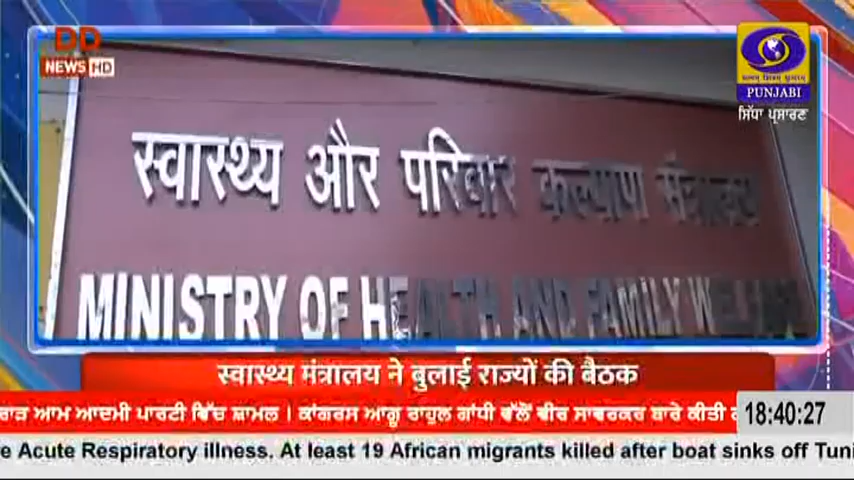 DD
NEWS HD
PUNJABI
ਸਿੱਧਾ ਪ੍ਰਸਾਰਣ
स्वास्थ्य और परिवार कल्याण मंत्रालय
MINISTRY OF HEALTH AND FAMILY WELFARE
स्वास्थ्य मंत्रालय ने बुलाई राज्यों की बैठक
ਆਮ ਆਦਮੀ ਪਾਰਟੀ ਵਿੱਚ ਸ਼ਾਮਲ । ਕਾਂਗਰਸ ਆਗੂ ਰਾਹੁਲ ਗਾਂਧੀ ਵੱਲੋਂ ਵੀਰ ਸਾਵਰਕਰ ਬਾਰੇ ਕੀਤੀ
18:40:27
e Acute Respiratory illness. At least 19 African migrants killed after boat sinks off Tuni